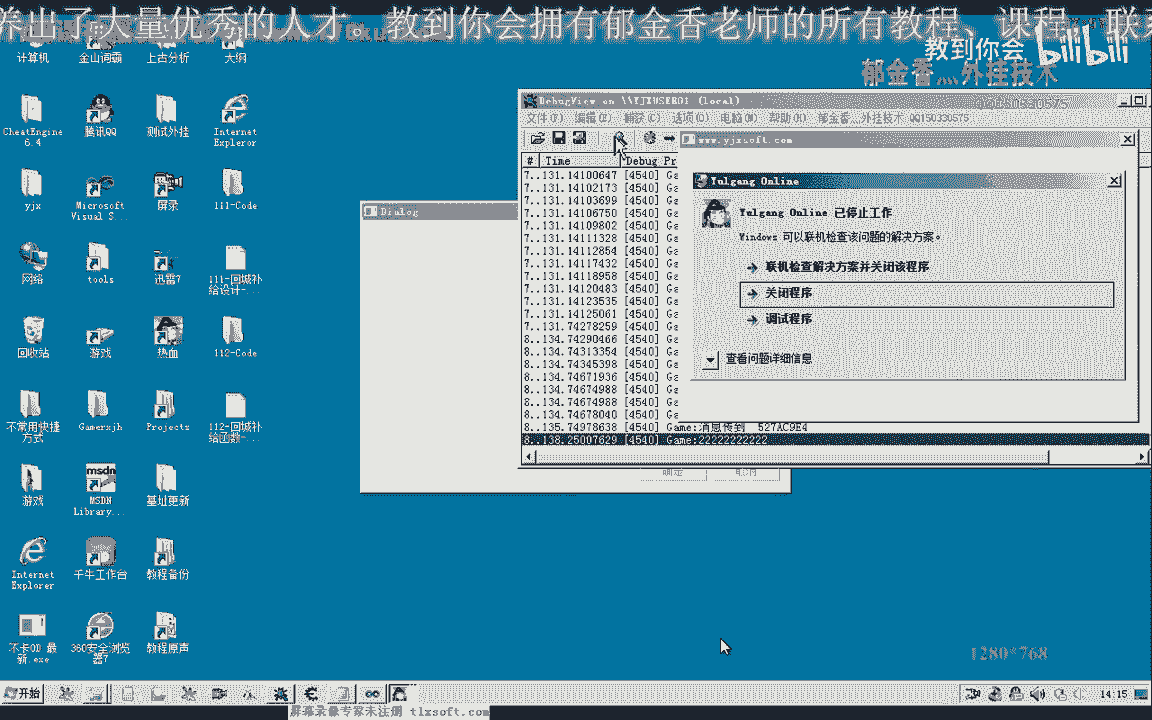 养出了大量优秀的人才。教到你会拥有郁金香老师的所有教程、课程，联系
教到你会
bilibili
郁金香灬外挂技术
计算机
金山词霸
上古分析
大纲
CheatEngine 6.4
腾讯QQ
测试外挂
Internet Exploror
yjx
Microsoft Visual S...
屏录
111-Code
网络
tools
迅雷7
111-回城补给设计-...
回收站
游戏
热血
112-Code
不常用快捷方式
Gamerxjh
Projects
112-回城补给函数-...
游戏
MSDN Library...
基址更新
Internet Explorer
千牛工作台
教程备份
不卡OD 最新.exe
360安全浏览器7
教程原声
Dialog
确定
取消
DebugView on \\YJXUSER01 (local)
文件(F) 编辑(E) 捕获(C) 选项(O) 电脑(M) 帮助(H) 郁金香灬外挂技术 QQ150330575
www.yjxsoft.com
# Time Debug Pr
7..131.14100647 [4540] Ga
7..131.14102173 [4540] Ga
7..131.14103699 [4540] Ga
7..131.14106750 [4540] Ga
7..131.14109802 [4540] Ga
7..131.14111328 [4540] Ga
7..131.14112854 [4540] Ga
7..131.14117432 [4540] Ga
7..131.14118958 [4540] Ga
7..131.14120483 [4540] Ga
7..131.14123535 [4540] Ga
7..131.14125061 [4540] Ga
7..131.74278259 [4540] Ga
8..134.74290466 [4540] Ga
8..134.74313354 [4540] Ga
8..134.74345398 [4540] Ga
8..134.74671936 [4540] Ga
8..134.74674988 [4540] Ga
8..134.74674988 [4540] Ga
8..134.74678040 [4540] Ga
8..135.74978638 [4540] Game:消息传到 527AC9E4
8..138.25007629 [4540] Game:22222222222
Yulgang Online
Yulgang Online 已停止工作
Windows 可以联机检查该问题的解决方案。
联机检查解决方案并关闭该程序
关闭程序
调试程序
查看问题详细信息
1280*768
开始
14:15
屏幕录像专家未注册 tlxsoft.com